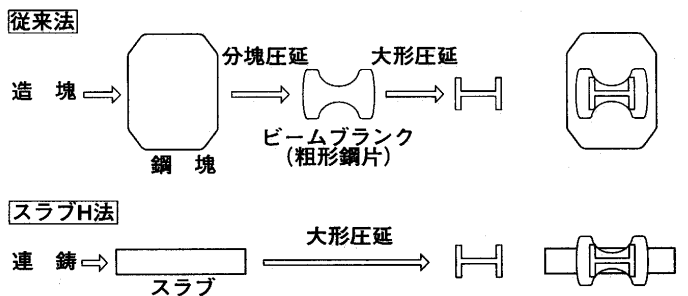 従来法
分塊圧延
大形圧延
造 塊
ビームブランク
(粗形鋼片)
鋼 塊
スラブH法
大形圧延
連 鋳
スラブ